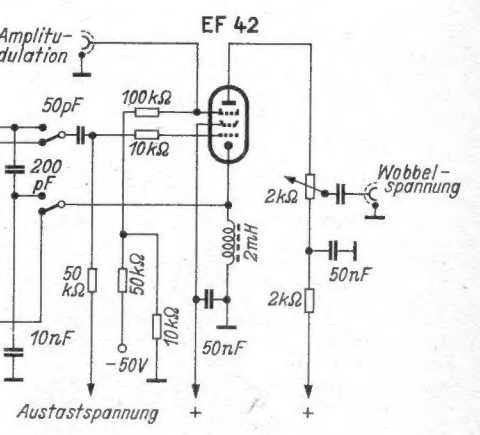 EF 42
Amplitu-
dulation
50pF
100kΩ
10kΩ
200
pF
2kΩ
Wobbel-
spannung
2mH
50
kΩ
50kΩ
10kΩ
50nF
2kΩ
10nF
-50V
50nF
Austastspannung
+
+